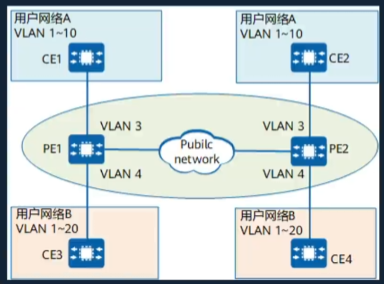 用户网络A
VLAN 1~10
CE1
用户网络A
VLAN 1~10
CE2
VLAN 3
VLAN 3
PE1
Pubilc
network
PE2
VLAN 4
VLAN 4
用户网络B
VLAN 1~20
CE3
用户网络B
VLAN 1~20
CE4